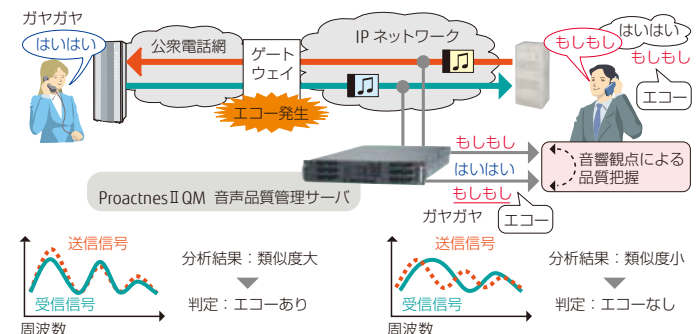 ガヤガヤ
はいはい
公衆電話網
ゲート
ウェイ
IP ネットワーク
もしもし
はいはい
もしもし
エコー
エコー発生
もしもし
はいはい
もしもし
ガヤガヤ
エコー
音響観点による
品質把握
ProactnesⅡQM 音声品質管理サーバ
送信信号
受信信号
周波数
分析結果：類似度大
判定：エコーあり
送信信号
受信信号
周波数
分析結果：類似度小
判定：エコーなし